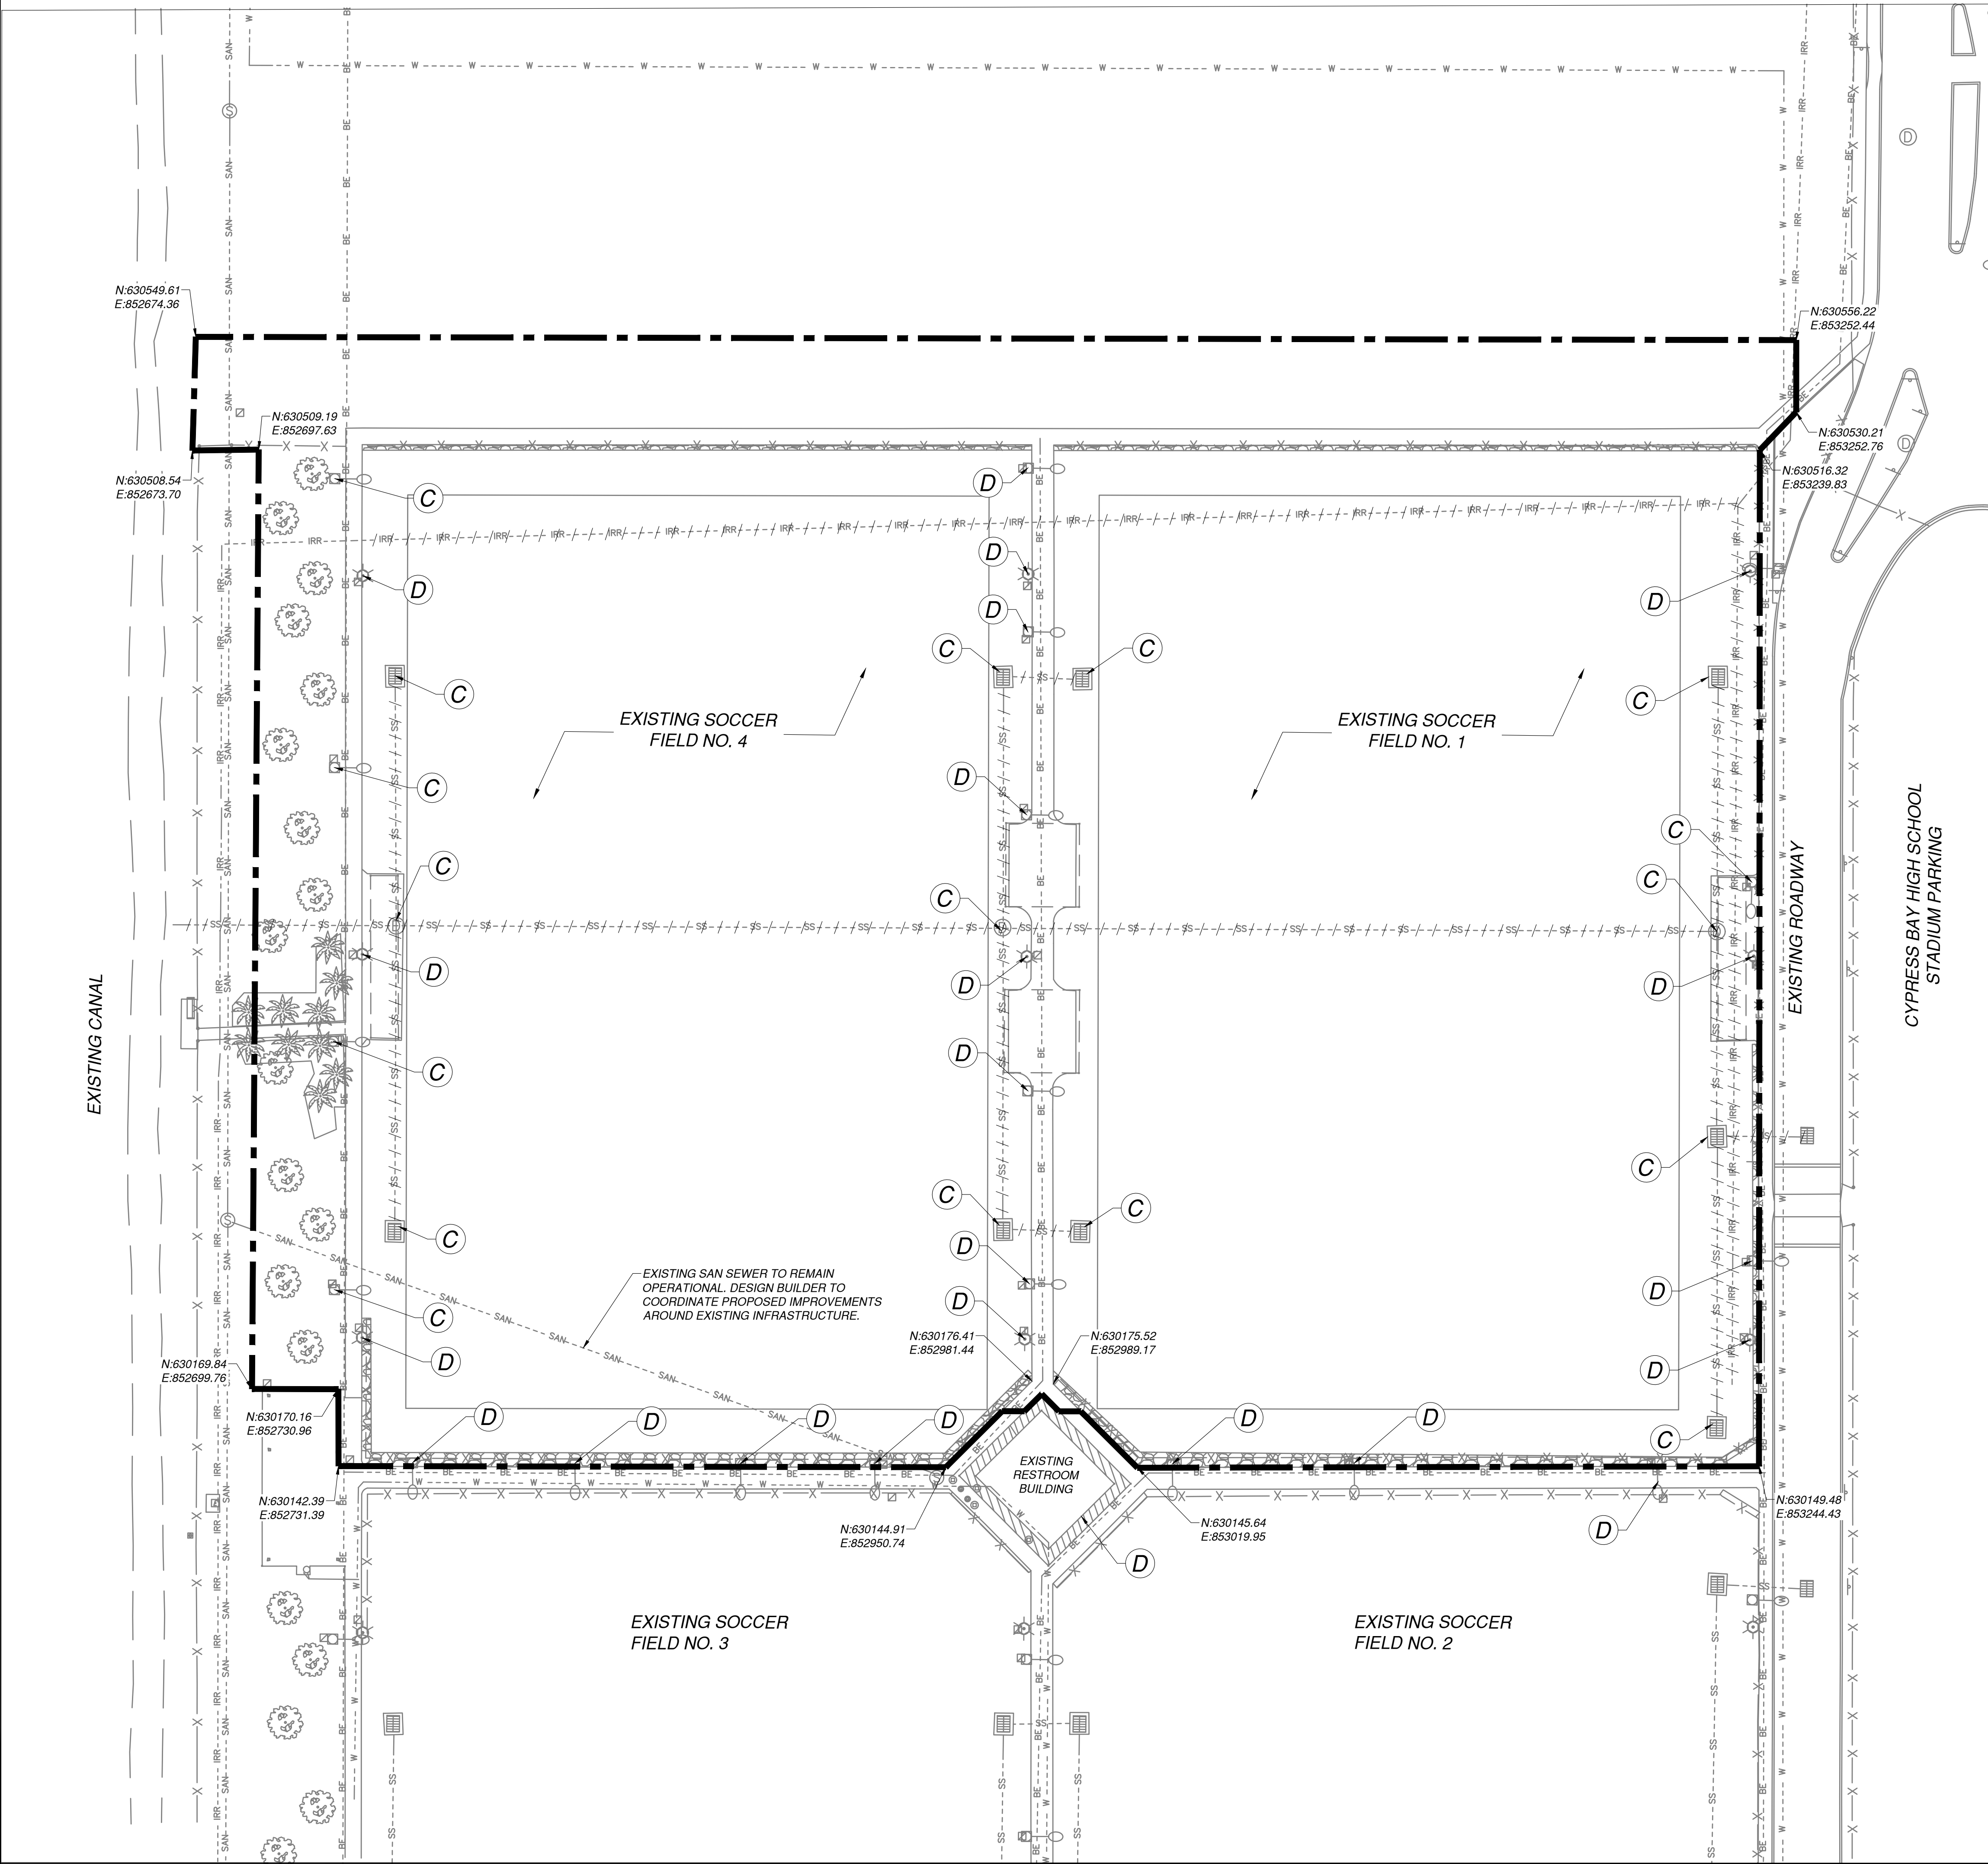 N:630549.61
E:852674.36
N:630556.22
E:853252.44
N:630509.19
E:852697.63
N:630530.21
E:853252.76
N:630508.54
E:852673.70
N:630516.32
E:853239.83
EXISTING SOCCER
FIELD NO. 4
EXISTING SOCCER
FIELD NO. 1
EXISTING CANAL
EXISTING ROADWAY
CYPRESS BAY HIGH SCHOOL
STADIUM PARKING
EXISTING SAN SEWER TO REMAIN
OPERATIONAL. DESIGN BUILDER TO
COORDINATE PROPOSED IMPROVEMENTS
AROUND EXISTING INFRASTRUCTURE.
N:630176.41
E:852981.44
N:630175.52
E:852989.17
N:630169.84
E:852699.76
N:630170.16
E:852730.96
EXISTING
RESTROOM
BUILDING
N:630142.39
E:852731.39
N:630144.91
E:852950.74
N:630145.64
E:853019.95
N:630149.48
E:853244.43
EXISTING SOCCER
FIELD NO. 3
EXISTING SOCCER
FIELD NO. 2
C
D
W
BE
SAN
IRR
SS
X
S